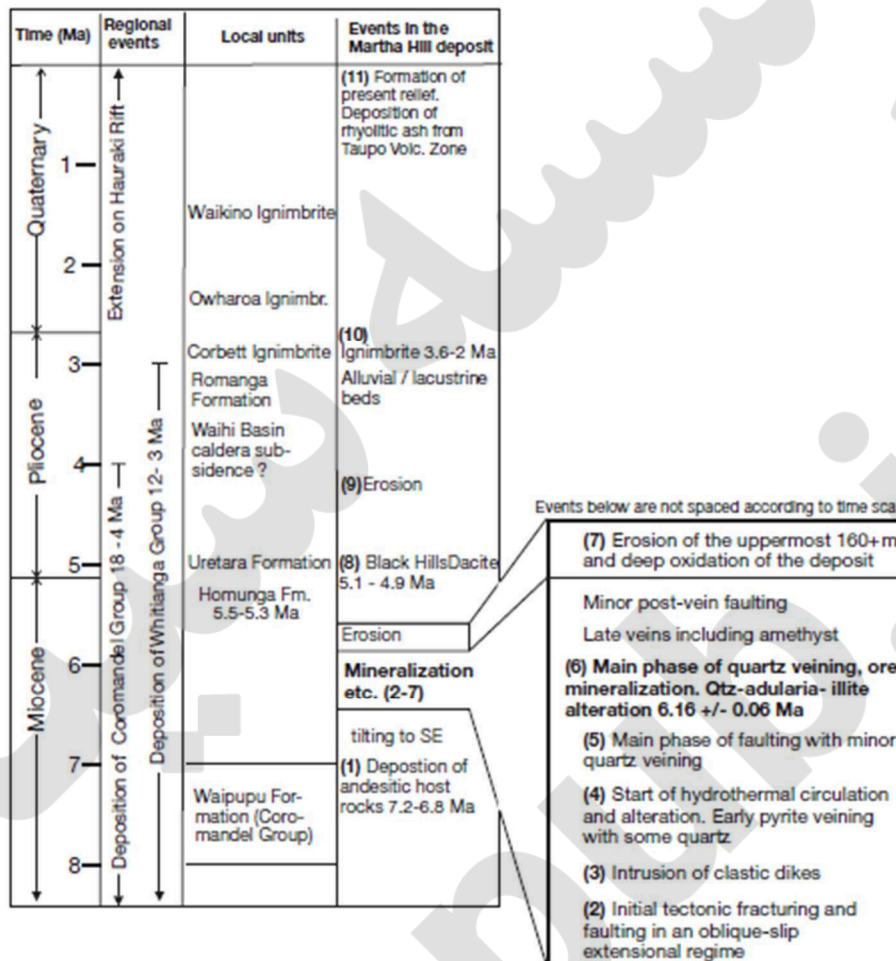 Time (Ma)
Regional
events
Local units
Events in the
Martha Hill deposit
Quaternary
Pliocene
Miocene
1
2
3
4
5
6
7
8
Extension on Hauraki Rift
Deposition of Coromandel Group 18 - 4 Ma
Deposition of Whitianga Group 12- 3 Ma
Waikino Ignimbrite
Owharoa Ignimbr.
Corbett Ignimbrite
Romanga
Formation
Waihi Basin
caldera sub-
sidence ?
Uretara Formation
Homunga Fm.
5.5-5.3 Ma
Waipupu For-
mation (Coro-
mandel Group)
(11) Formation of
present relief.
Deposition of
rhyolitic ash from
Taupo Volc. Zone
(10)
Ignimbrite 3.6-2 Ma
Alluvial / lacustrine
beds
(9)Erosion
(8) Black HillsDacite
5.1 - 4.9 Ma
Erosion
Mineralization
etc. (2-7)
tilting to SE
(1) Depostion of
andesitic host
rocks 7.2-6.8 Ma
Events below are not spaced according to time sca
(7) Erosion of the uppermost 160+m
and deep oxidation of the deposit
Minor post-vein faulting
Late veins including amethyst
(6) Main phase of quartz veining, ore
mineralization. Qtz-adularia- illite
alteration 6.16 +/- 0.06 Ma
(5) Main phase of faulting with minor
quartz veining
(4) Start of hydrothermal circulation
and alteration. Early pyrite veining
with some quartz
(3) Intrusion of clastic dikes
(2) Initial tectonic fracturing and
faulting in an oblique-slip
extensional regime